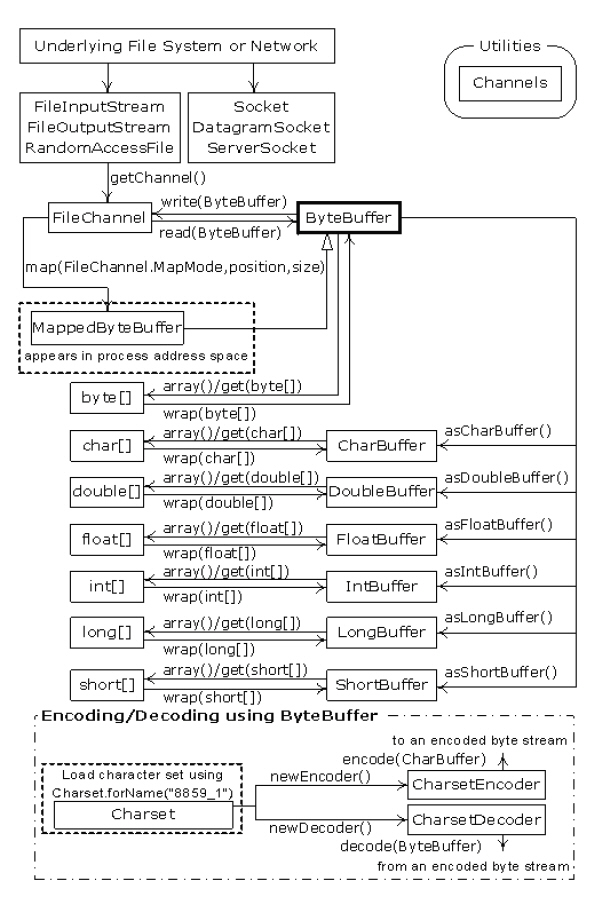 Underlying File System or Network
Utilities
Channels
FileInputStream
FileOutputStream
RandomAccessFile
Socket
DatagramSocket
ServerSocket
getChannel()
write(ByteBuffer)
FileChannel
ByteBuffer
read(ByteBuffer)
map(FileChannel.MapMode,position,size)
MappedByteBuffer
appears in process address space
array()/get(byte[])
byte[]
wrap(byte[])
array()/get(char[])
asCharBuffer()
char[]
CharBuffer
wrap(char[])
array()/get(double[])
asDoubleBuffer()
double[]
DoubleBuffer
wrap(double[])
array()/get(float[])
asFloatBuffer()
float[]
FloatBuffer
wrap(float[])
array()/get(int[])
asIntBuffer()
int[]
IntBuffer
wrap(int[])
array()/get(long[])
asLongBuffer()
long[]
LongBuffer
wrap(long[])
array()/get(short[])
asShortBuffer()
short[]
ShortBuffer
wrap(short[])
Encoding/Decoding using ByteBuffer
to an encoded byte stream
encode(CharBuffer)
Load character set using
Charset.forName("8859_1")
Charset
newEncoder()
CharsetEncoder
newDecoder()
CharsetDecoder
decode(ByteBuffer)
from an encoded byte stream